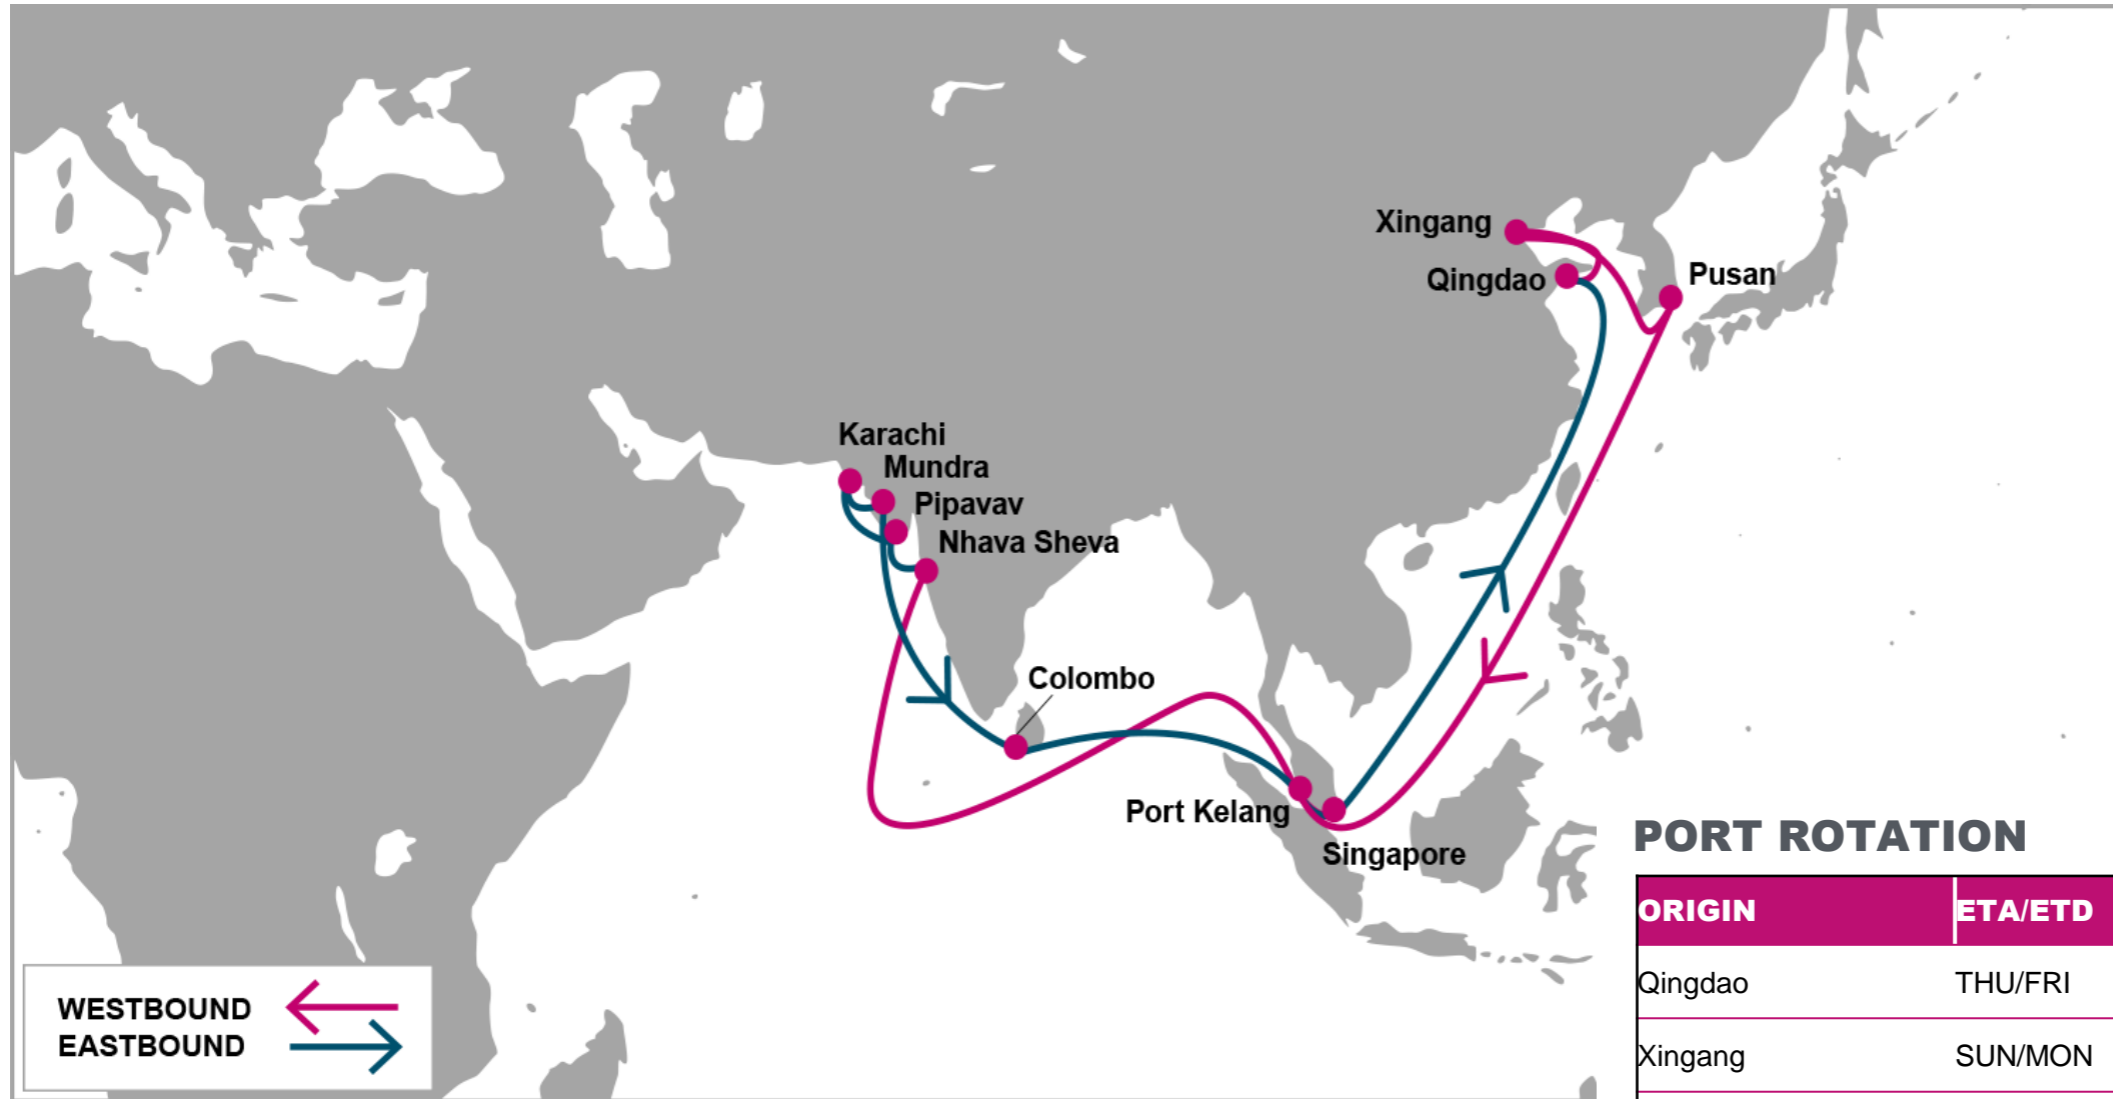 Xingang
Qingdao
Pusan
Karachi
Mundra
Pipavav
Nhava Sheva
Colombo
Port Kelang
Singapore
WESTBOUND
EASTBOUND
PORT ROTATION
ORIGIN ETA/ETD
Qingdao THU/FRI
Xingang SUN/MON